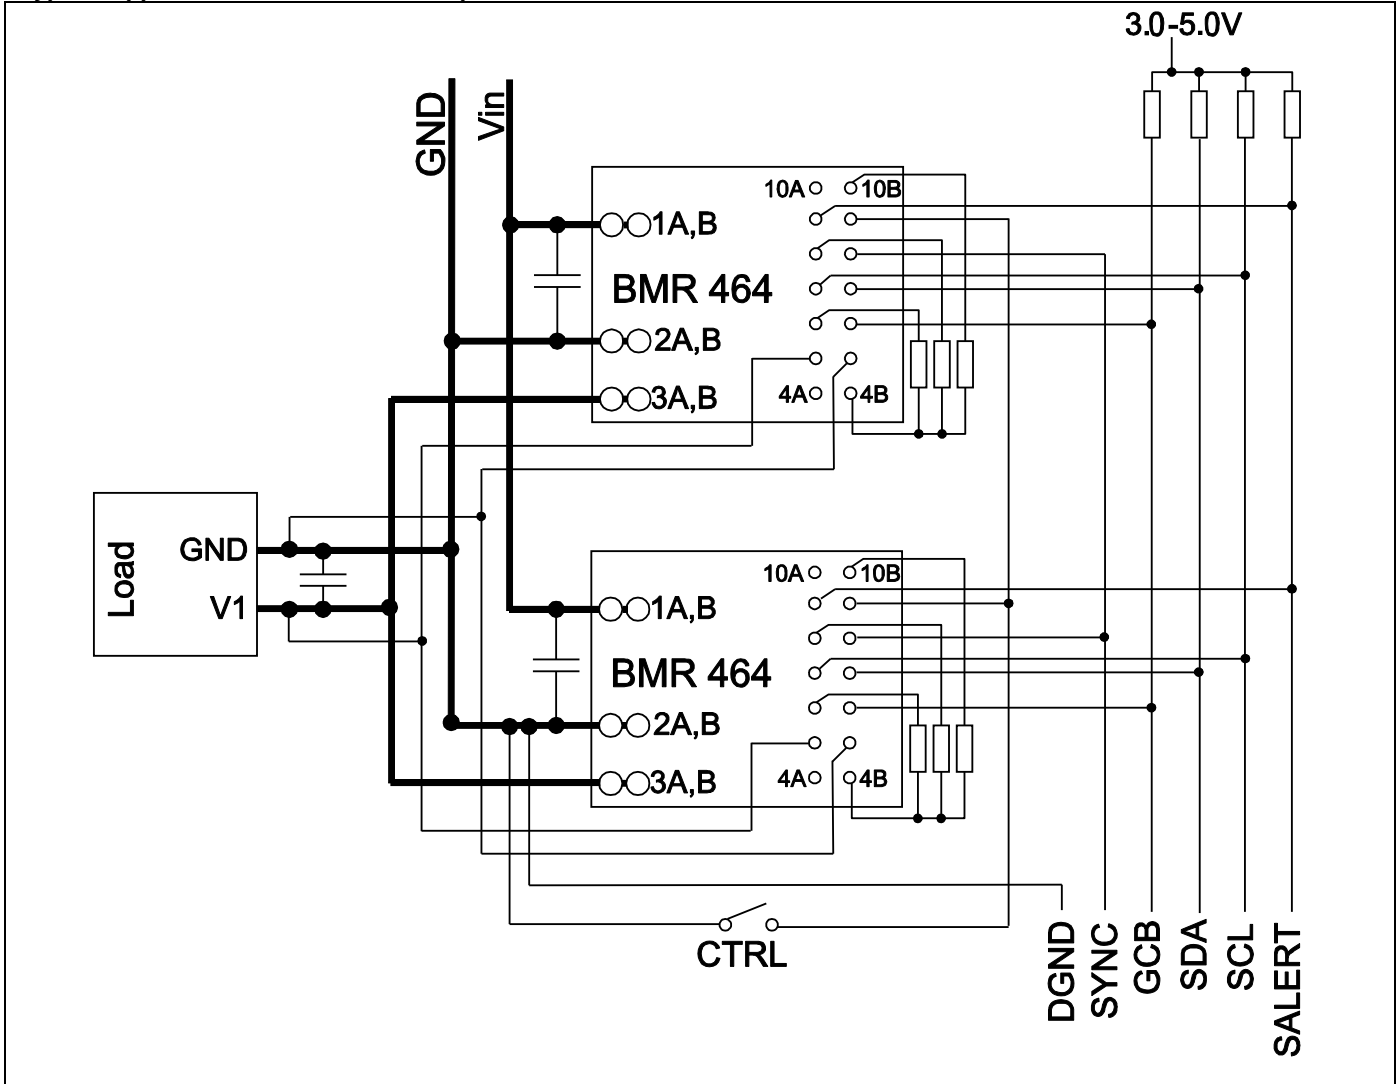 3.0-5.0V
GND
Vin
10A
10B
1A,B
BMR 464
2A,B
3A,B
4A
4B
Load
GND
V1
10A
10B
1A,B
BMR 464
2A,B
3A,B
4A
4B
CTRL
DGND
SYNC
GCB
SDA
SCL
SALERT